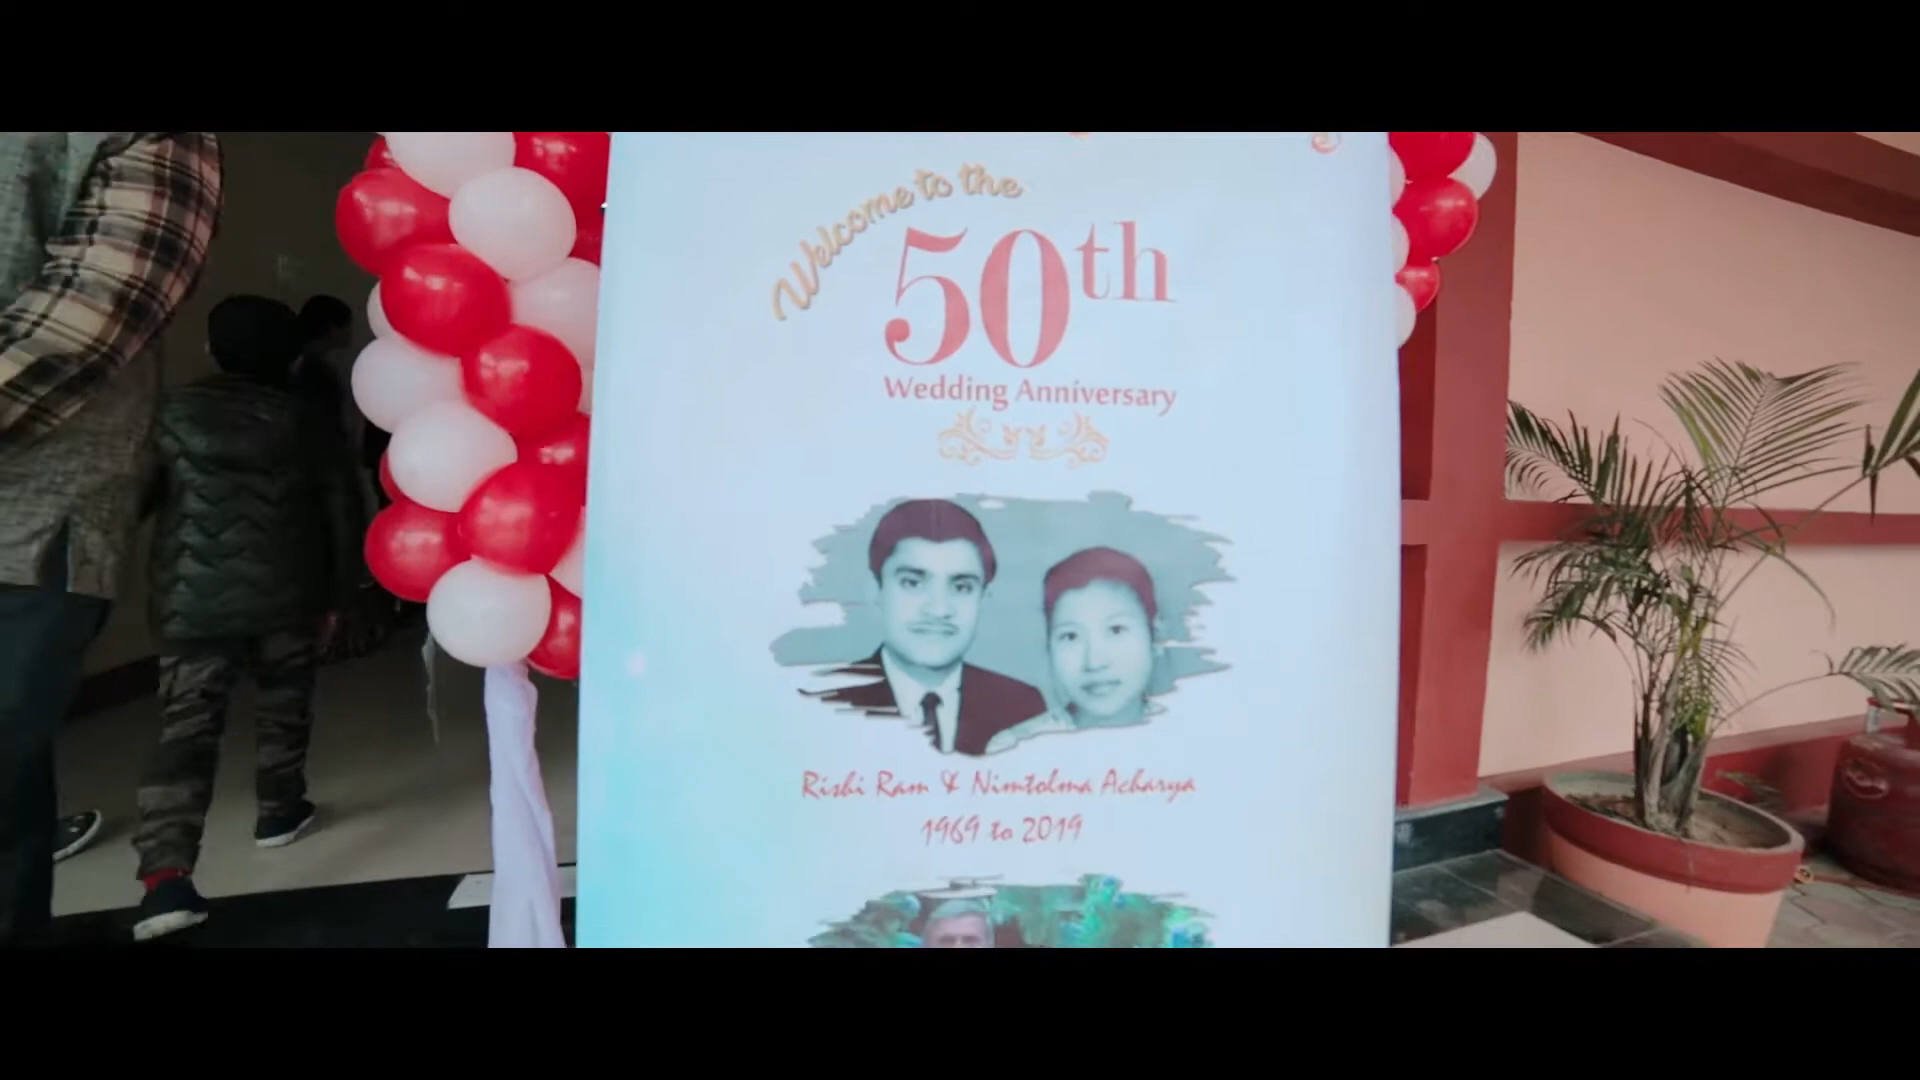 Welcome to the
50th
Wedding Anniversary
Rishi Ram & Nimtolma Acharya
1969 to 2019